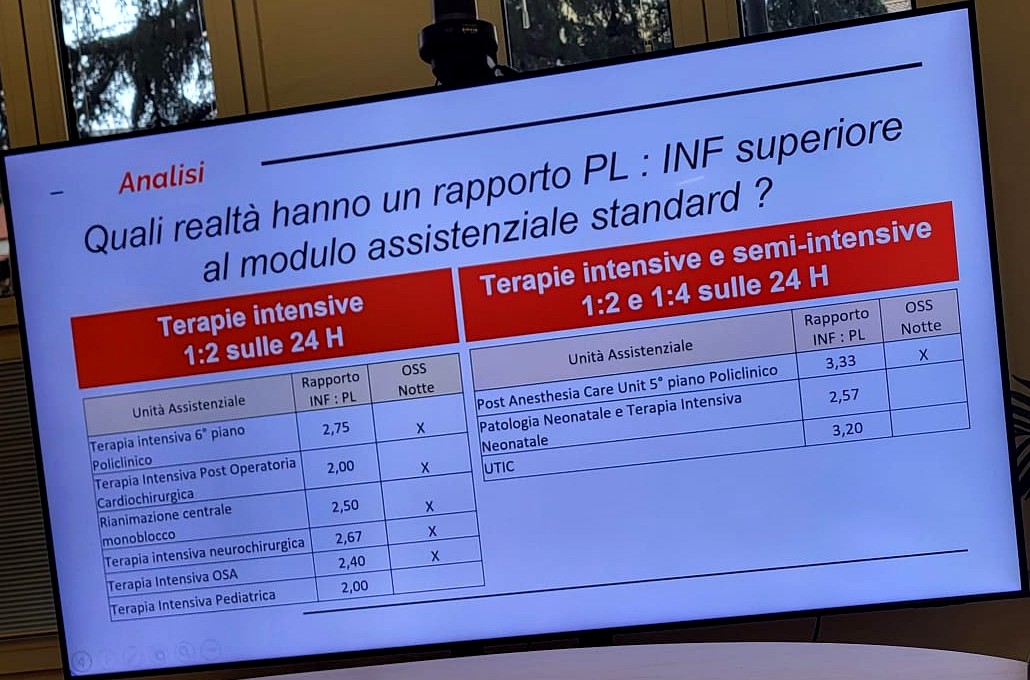 Analisi
Quali realtà hanno un rapporto PL : INF superiore
al modulo assistenziale standard ?
Terapie intensive
1:2 sulle 24 H
Unità Assistenziale
Rapporto
INF : PL
OSS
Notte
Terapia intensiva 6° piano
Policlinico
2,75
X
Terapia Intensiva Post Operatoria
Cardiochirurgica
2,00
X
Rianimazione centrale
monoblocco
2,50
X
Terapia intensiva neurochirurgica
2,67
X
Terapia Intensiva OSA
2,40
X
Terapia Intensiva Pediatrica
2,00
Terapie intensive e semi-intensive
1:2 e 1:4 sulle 24 H
Unità Assistenziale
Rapporto
INF : PL
OSS
Notte
Post Anesthesia Care Unit 5° piano Policlinico
3,33
X
Patologia Neonatale e Terapia Intensiva
Neonatale
2,57
UTIC
3,20